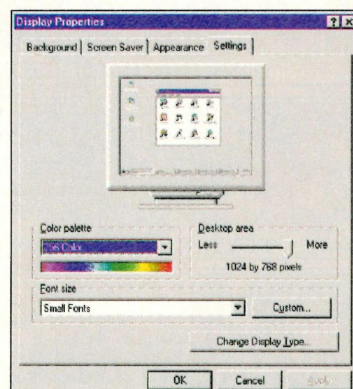 Display Properties
Background
Screen Saver
Appearance
Settings
Color palette
256 Color
Desktop area
Less
More
1024 by 768 pixels
Font size
Small Fonts
Custom...
Change Display Type...
OK
Cancel
Apply